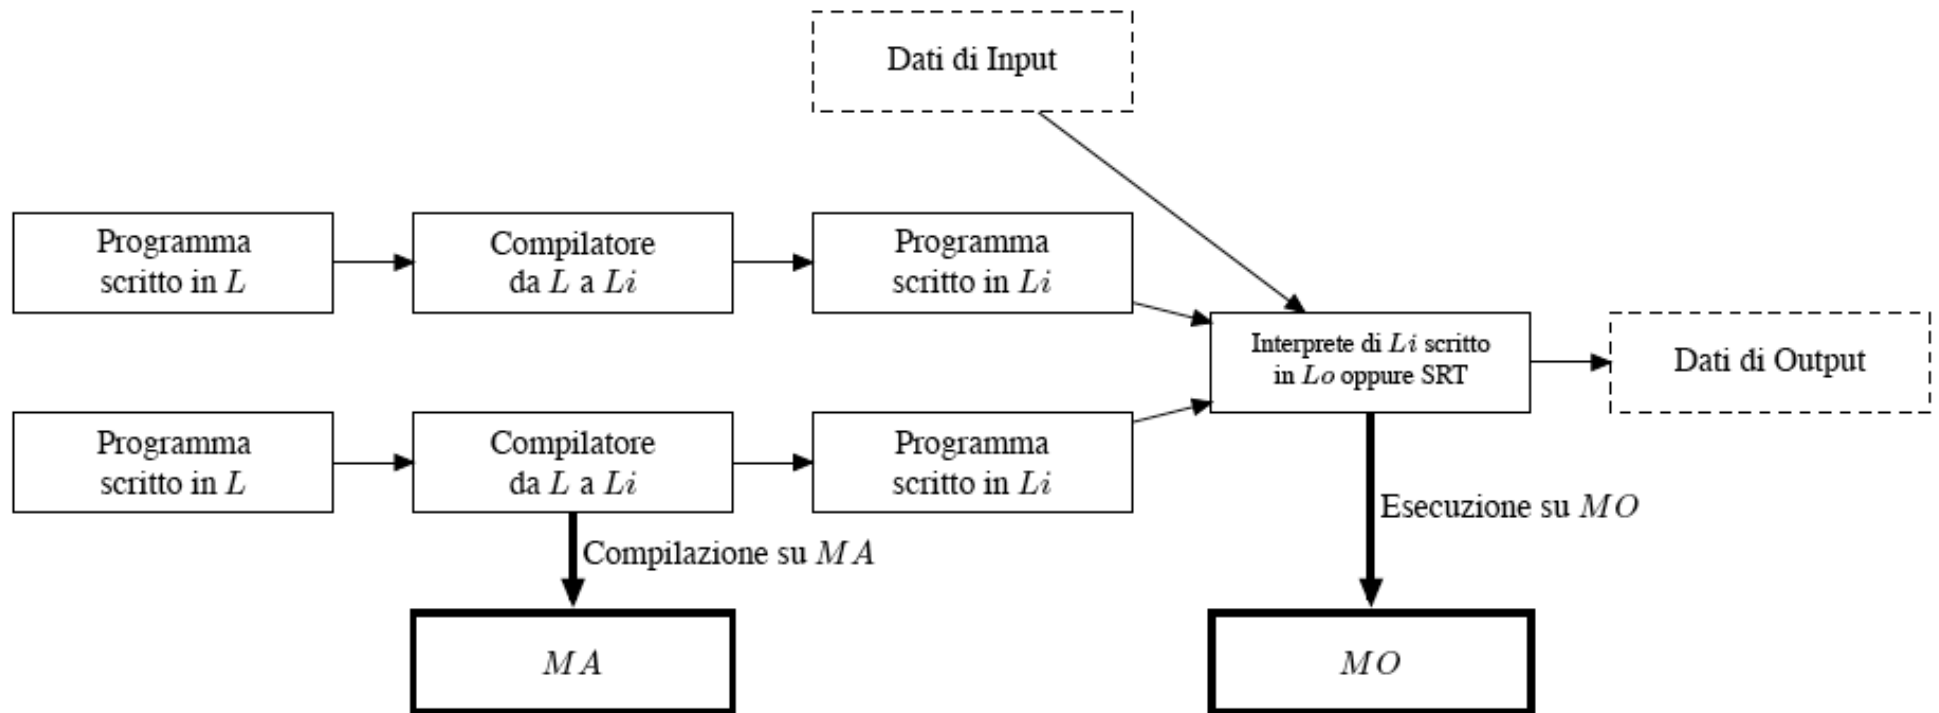 Dati di Input
Programma
scritto in L
Compilatore
da L a Li
Programma
scritto in Li
Interprete di Li scritto
in Lo oppure SRT
Dati di Output
Programma
scritto in L
Compilatore
da L a Li
Programma
scritto in Li
Compilazione su MA
Esecuzione su MO
MA
MO